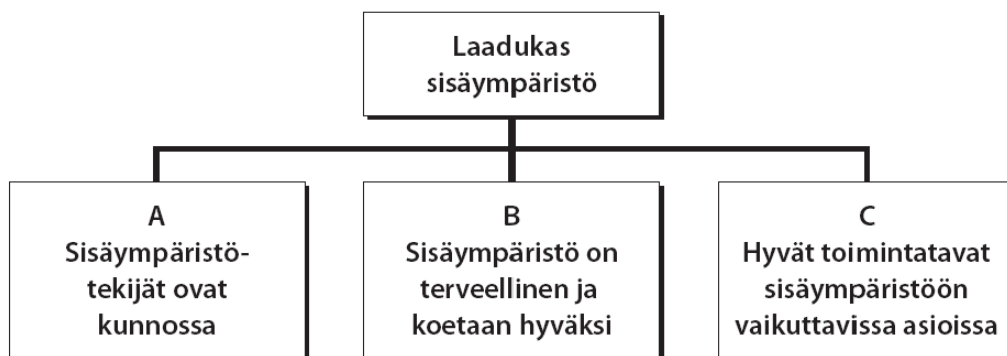 Laadukas
sisäympäristö
A
Sisäympäristö-
tekijät ovat
kunnossa
B
Sisäympäristö on
terveellinen ja
koetaan hyväksi
C
Hyvät toimintatavat
sisäympäristöön
vaikuttavissa asioissa